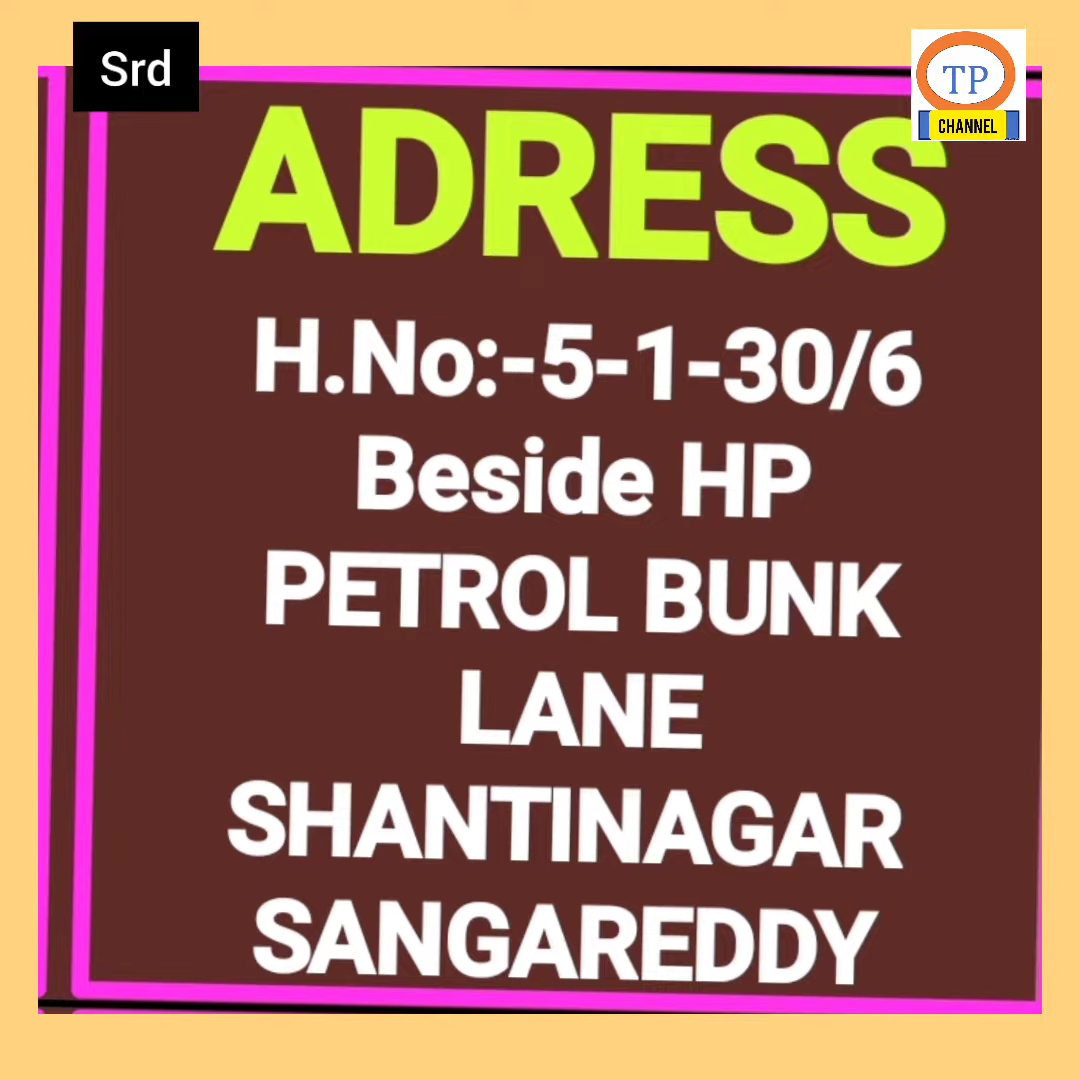 Srd
TP
CHANNEL
ADRESS
H.No:-5-1-30/6
Beside HP
PETROL BUNK
LANE
SHANTINAGAR
SANGAREDDY